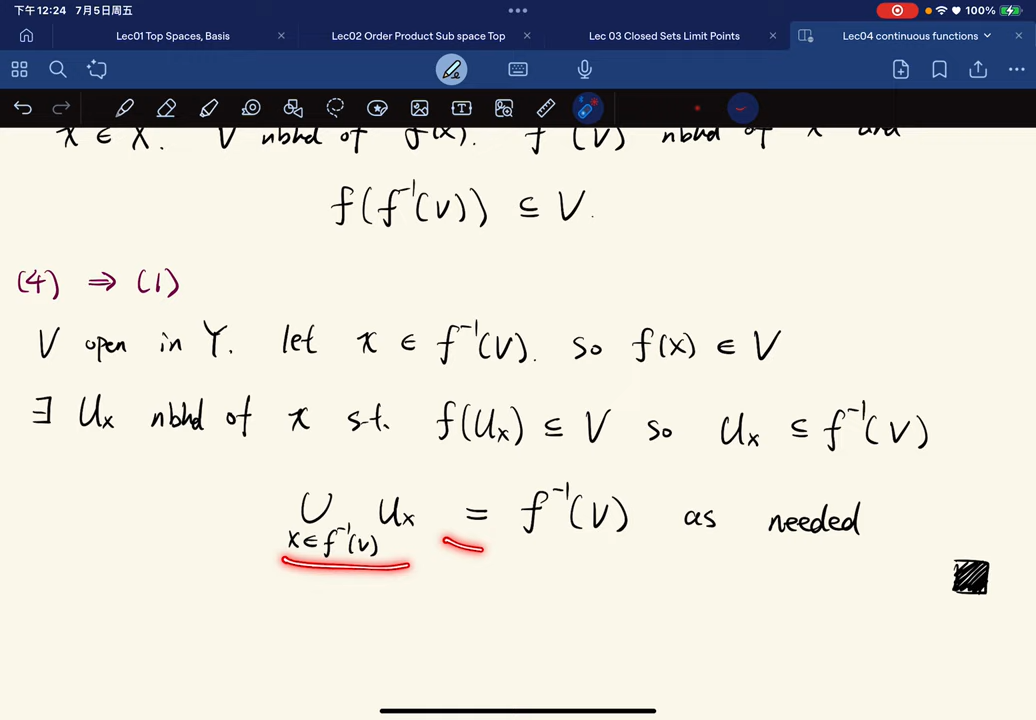 下午12:24 7月5日周五
100%
Lec01 Top Spaces, Basis
Lec02 Order Product Sub space Top
Lec 03 Closed Sets Limit Points
Lec04 continuous functions
x ∈ X. V nbhd of f(x). f⁻¹(V) nbhd of x and
f(f⁻¹(V)) ⊆ V.
(4) ⇒ (1)
V open in Y. let x ∈ f⁻¹(V). so f(x) ∈ V
∃ Ux nbhd of x s.t. f(Ux) ⊆ V so Ux ⊆ f⁻¹(V)
∪ Ux = f⁻¹(V) as needed
x ∈ f⁻¹(V)